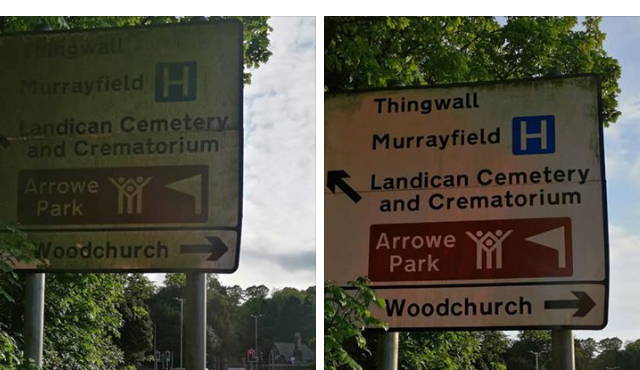 Thingwall
Murrayfield H
Landican Cemetery
and Crematorium
Arrowe
Park
Woodchurch
Thingwall
Murrayfield H
Landican Cemetery
and Crematorium
Arrowe
Park
Woodchurch